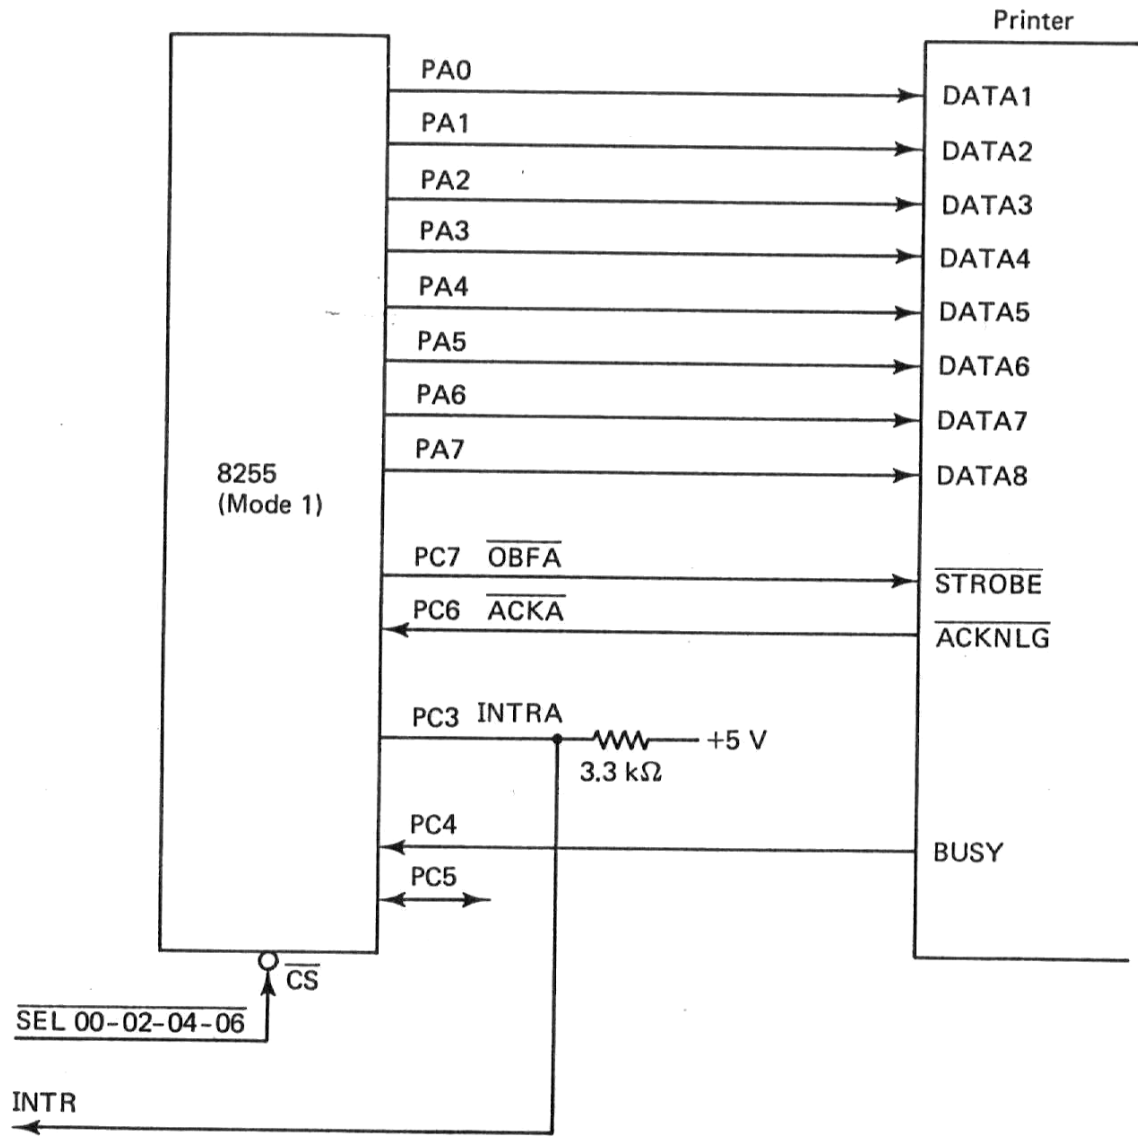 Printer
PA0
DATA1
PA1
DATA2
PA2
DATA3
PA3
DATA4
PA4
DATA5
PA5
DATA6
PA6
DATA7
PA7
DATA8
8255
(Mode 1)
PC7 OBFA
STROBE
PC6 ACKA
ACKNLG
PC3 INTRA
+5 V
3.3 kΩ
PC4
BUSY
PC5
CS
SEL 00-02-04-06
INTR